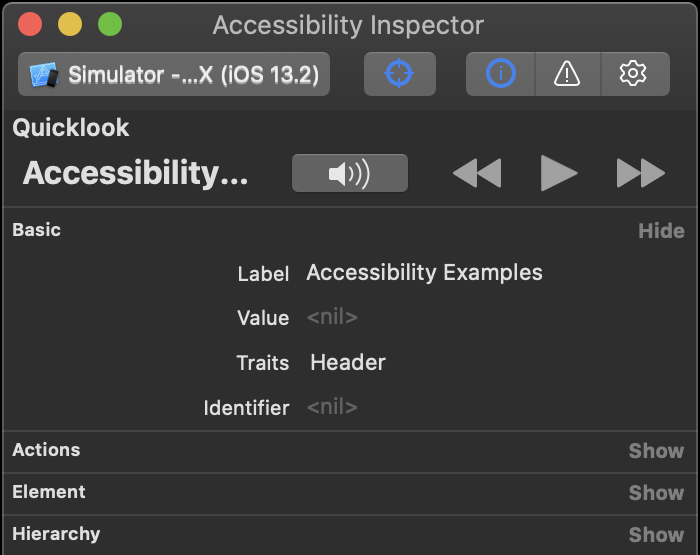 Accessibility Inspector
Simulator -...X (iOS 13.2)
Quicklook
Accessibility...
Basic Hide
Label Accessibility Examples
Value <nil>
Traits Header
Identifier <nil>
Actions Show
Element Show
Hierarchy Show